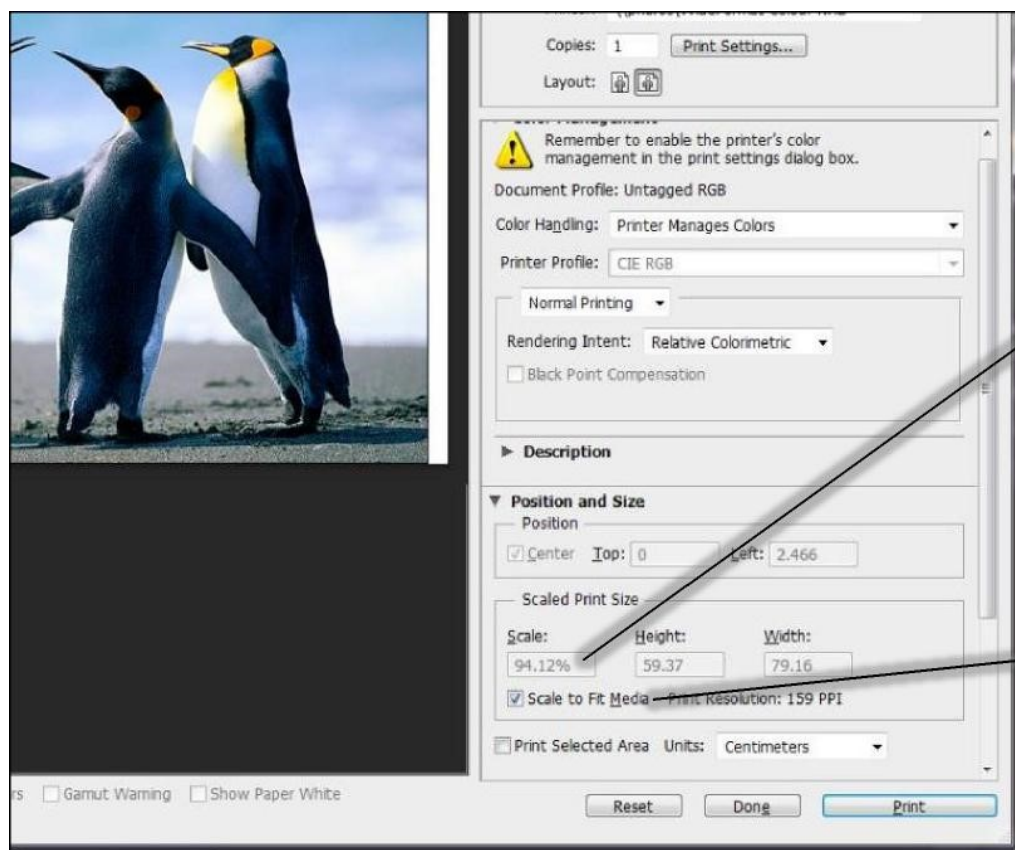 Copies: 1 Print Settings...
Layout:
Color Management
Remember to enable the printer's color
management in the print settings dialog box.
Document Profile: Untagged RGB
Color Handling: Printer Manages Colors
Printer Profile: CIE RGB
Normal Printing
Rendering Intent: Relative Colorimetric
Black Point Compensation
Description
Position and Size
Position
Center Top: 0 Left: 2.466
Scaled Print Size
Scale: Height: Width:
94.12% 59.37 79.16
Scale to Fit Media Print Resolution: 159 PPI
Print Selected Area Units: Centimeters
rs Gamut Warning Show Paper White
Reset Done Print